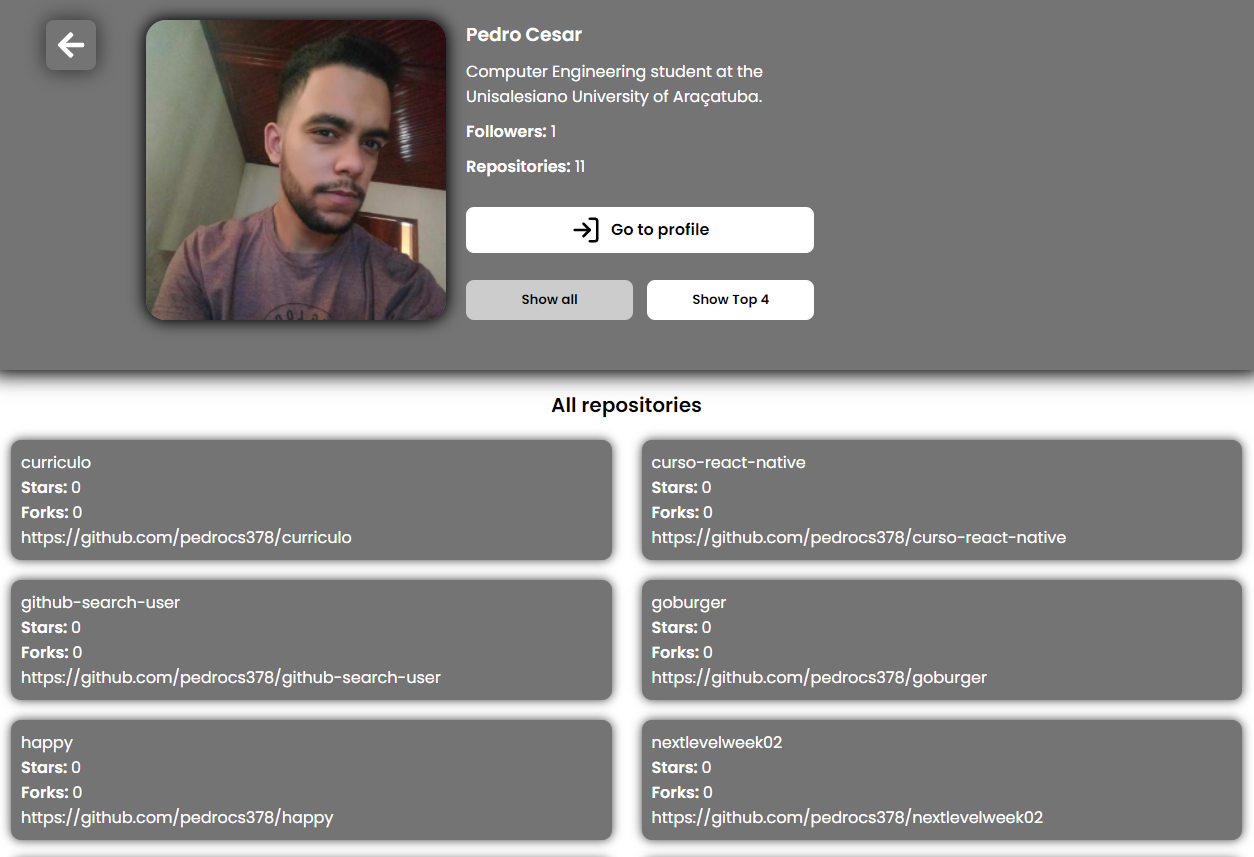 Pedro Cesar
Computer Engineering student at the
Unisalesiano University of Araçatuba.
Followers: 1
Repositories: 11
Go to profile
Show all
Show Top 4
All repositories
curriculo
Stars: 0
Forks: 0
https://github.com/pedrocs378/curriculo
curso-react-native
Stars: 0
Forks: 0
https://github.com/pedrocs378/curso-react-native
github-search-user
Stars: 0
Forks: 0
https://github.com/pedrocs378/github-search-user
goburger
Stars: 0
Forks: 0
https://github.com/pedrocs378/goburger
happy
Stars: 0
Forks: 0
https://github.com/pedrocs378/happy
nextlevelweek02
Stars: 0
Forks: 0
https://github.com/pedrocs378/nextlevelweek02